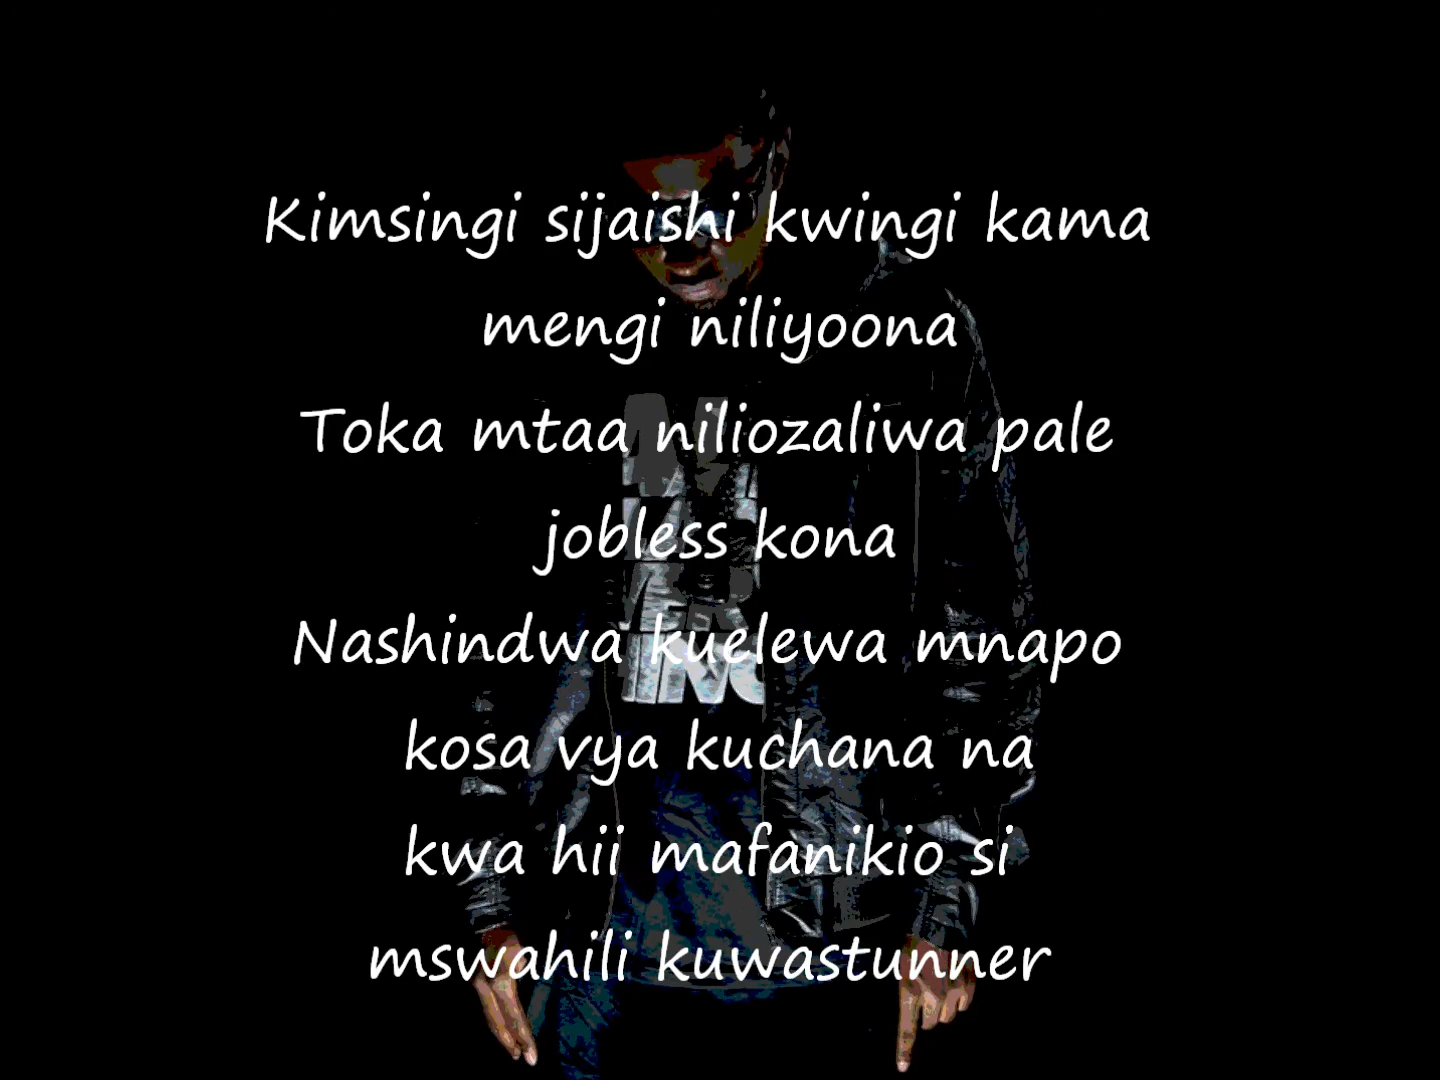 Kimsingi sijaishi kwingi kama
mengi niliyoona
Toka mtaa niliozaliwa pale
jobless kona
Nashindwa kuelewa mnapo
kosa vya kuchana na
kwa hii mafanikio si
mswahili kuwastunner